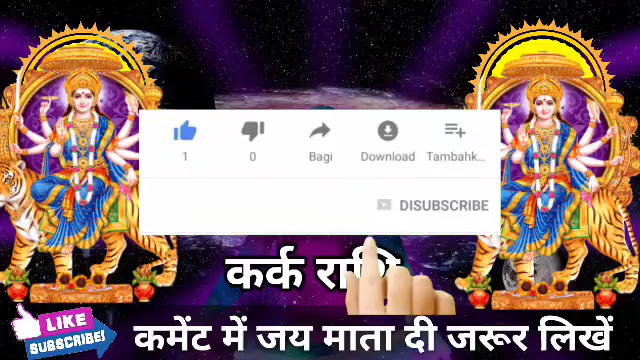 1
0
Bagi
Download
Tambahk...
DISUBSCRIBE
कर्क राशि
LIKE
SUBSCRIBE!
कमेंट में जय माता दी जरूर लिखें